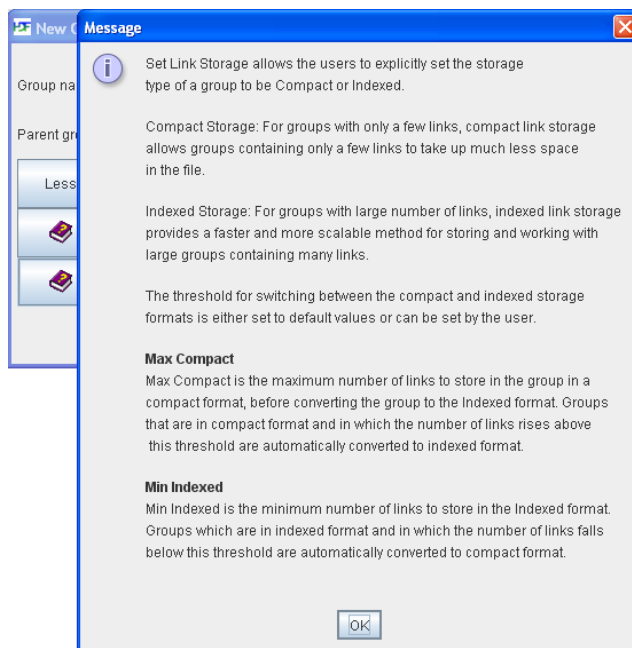 HDF New
Message
Group na
Parent gr
Less
Set Link Storage allows the users to explicitly set the storage
type of a group to be Compact or Indexed.
Compact Storage: For groups with only a few links, compact link storage
allows groups containing only a few links to take up much less space
in the file.
Indexed Storage: For groups with large number of links, indexed link storage
provides a faster and more scalable method for storing and working with
large groups containing many links.
The threshold for switching between the compact and indexed storage
formats is either set to default values or can be set by the user.
Max Compact
Max Compact is the maximum number of links to store in the group in a
compact format, before converting the group to the Indexed format. Groups
that are in compact format and in which the number of links rises above
this threshold are automatically converted to indexed format.
Min Indexed
Min Indexed is the minimum number of links to store in the Indexed format.
Groups which are in indexed format and in which the number of links falls
below this threshold are automatically converted to compact format.
OK